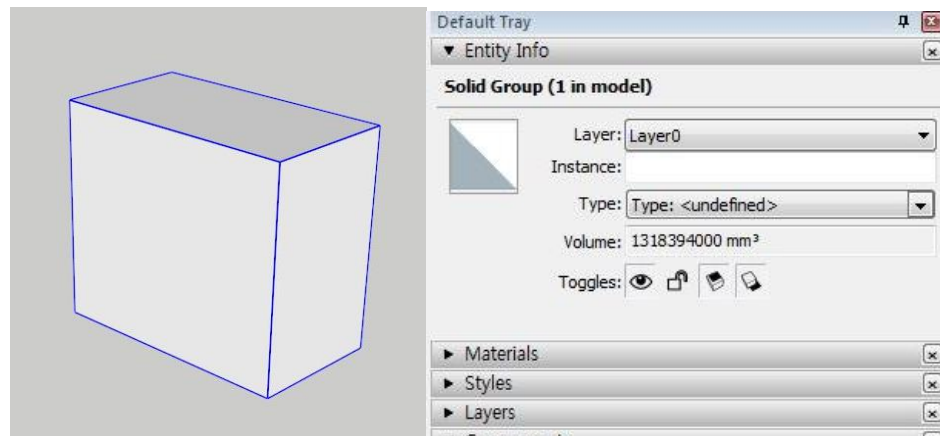 Default Tray
Entity Info
Solid Group (1 in model)
Layer: Layer0
Instance:
Type: Type: <undefined>
Volume: 1318394000 mm³
Toggles:
Materials
Styles
Layers